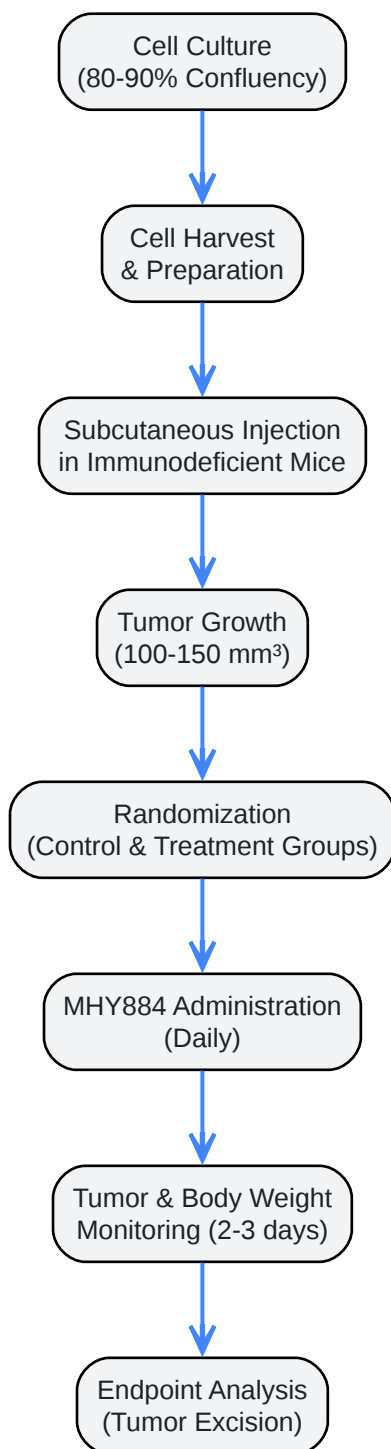 Cell Culture
(80-90% Confluency)
Cell Harvest
& Preparation
Subcutaneous Injection
in Immunodeficient Mice
Tumor Growth
(100-150 mm³)
Randomization
(Control & Treatment Groups)
MHY884 Administration
(Daily)
Tumor & Body Weight
Monitoring (2-3 days)
Endpoint Analysis
(Tumor Excision)